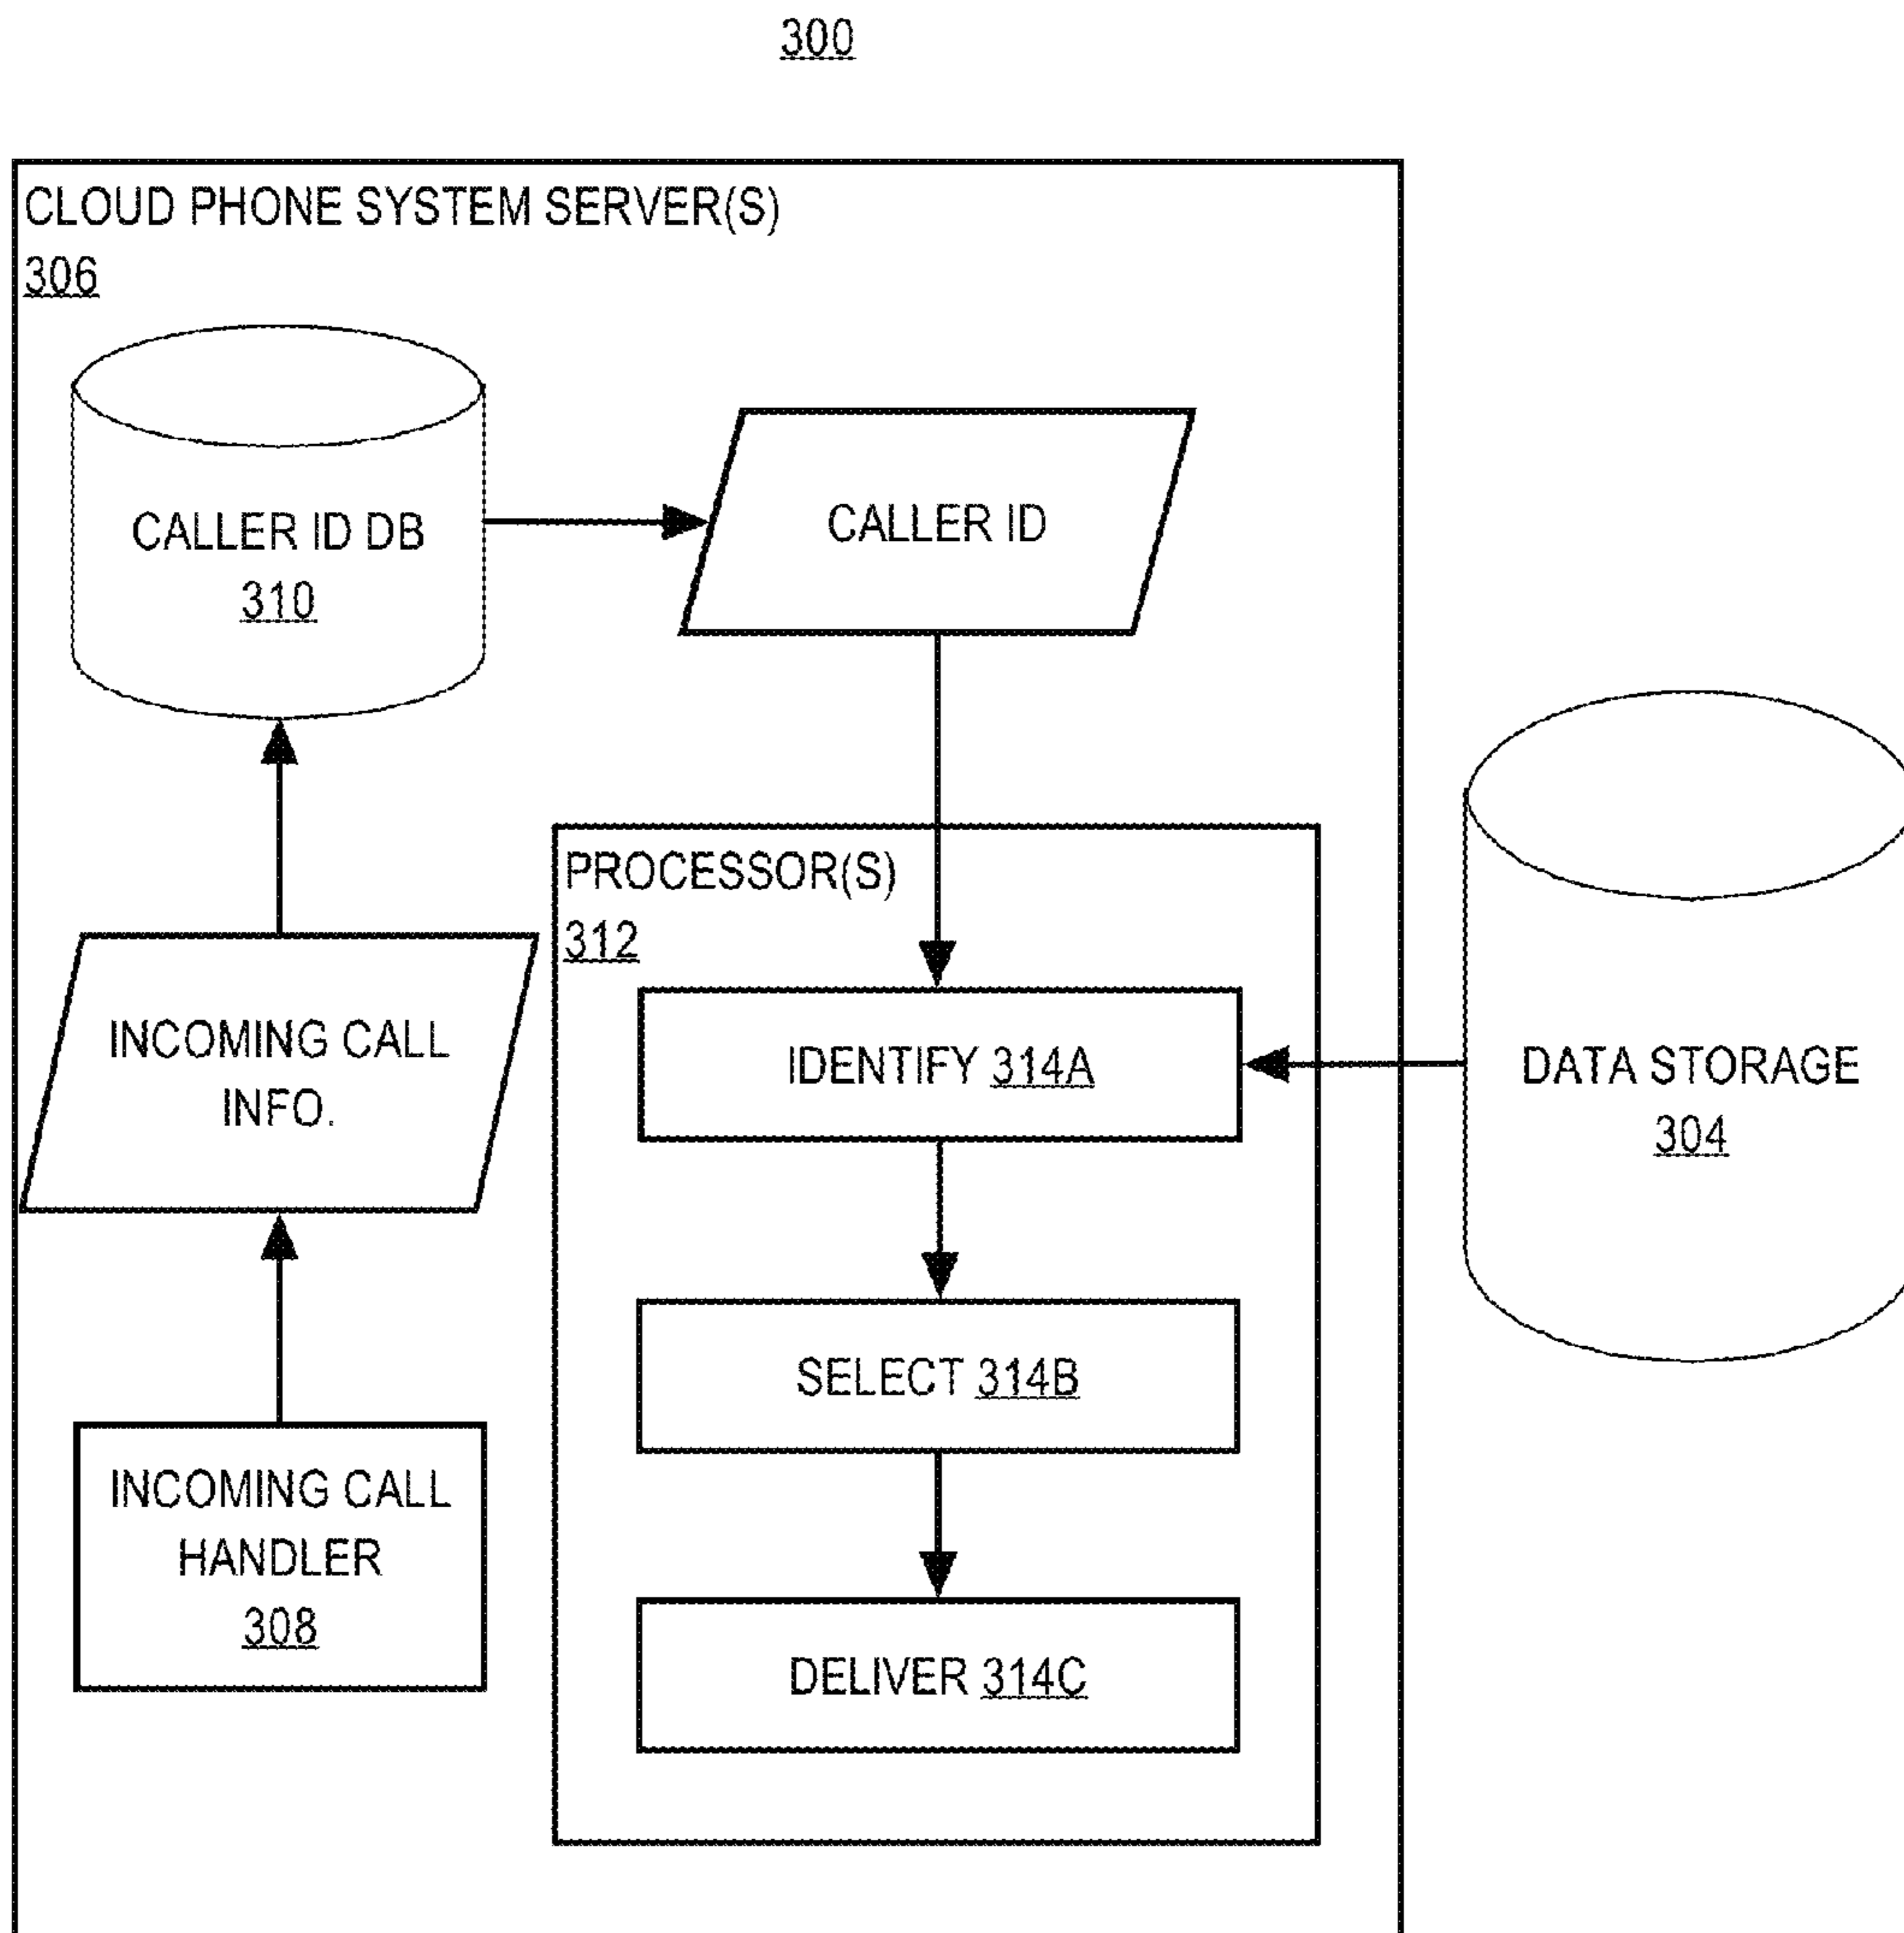 300
CLOUD PHONE SYSTEM SERVER(S)
306
CALLER ID DB
310
CALLER ID
PROCESSOR(S)
312
INCOMING CALL
INFO.
IDENTIFY 314A
DATA STORAGE
304
SELECT 314B
INCOMING CALL
HANDLER
308
DELIVER 314C